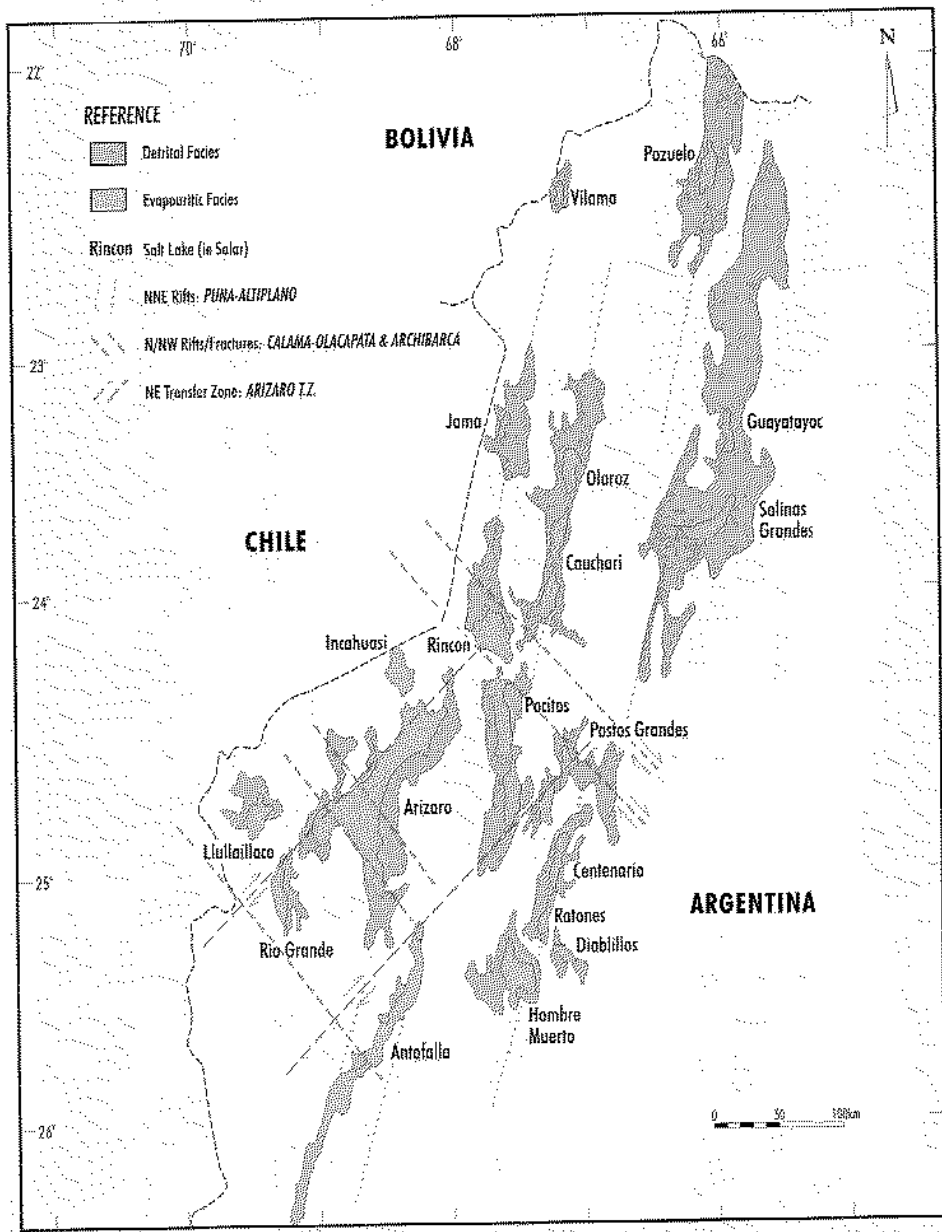 70°
68°
66°
N
22°
REFERENCE
BOLIVIA
Detrital Facies
Pozuelo
Evapouritic Facies
Vilama
Rincon Salt Lake (in Salar)
NNE Rifts: PUNA-ALTIPLANO
N/NW Rifts/Fractures: CALAMA-OLACAPATA & ARCHIBARCA
23°
NE Transfer Zone: ARIZARO T.Z.
Jama
Guayatayoc
Olaroz
Salinas
Grandes
CHILE
Cauchari
24°
Incahuasi
Rincon
Pocitos
Pastos Grandes
Arizaro
Llullaillaco
25°
Centenario
ARGENTINA
Ratones
Diablillos
Rio Grande
Hombre
Muerto
Antofalla
26°
0 50 100km